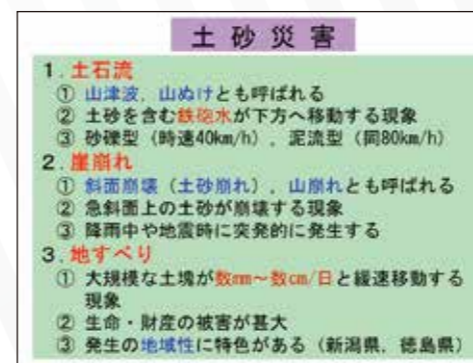 土砂災害
1.土石流
① 山津波，山ぬけとも呼ばれる
② 土砂を含む鉄砲水が下方へ移動する現象
③ 砂礫型（時速40km/h），泥流型（同80km/h）
2.崖崩れ
① 斜面崩壊（土砂崩れ），山崩れとも呼ばれる
② 急斜面上の土砂が崩壊する現象
③ 降雨中や地震時に突発的に発生する
3.地すべり
① 大規模な土塊が数mm～数cm/日と緩速移動する
現象
② 生命・財産の被害が甚大
③ 発生の地域性に特色がある（新潟県，徳島県）